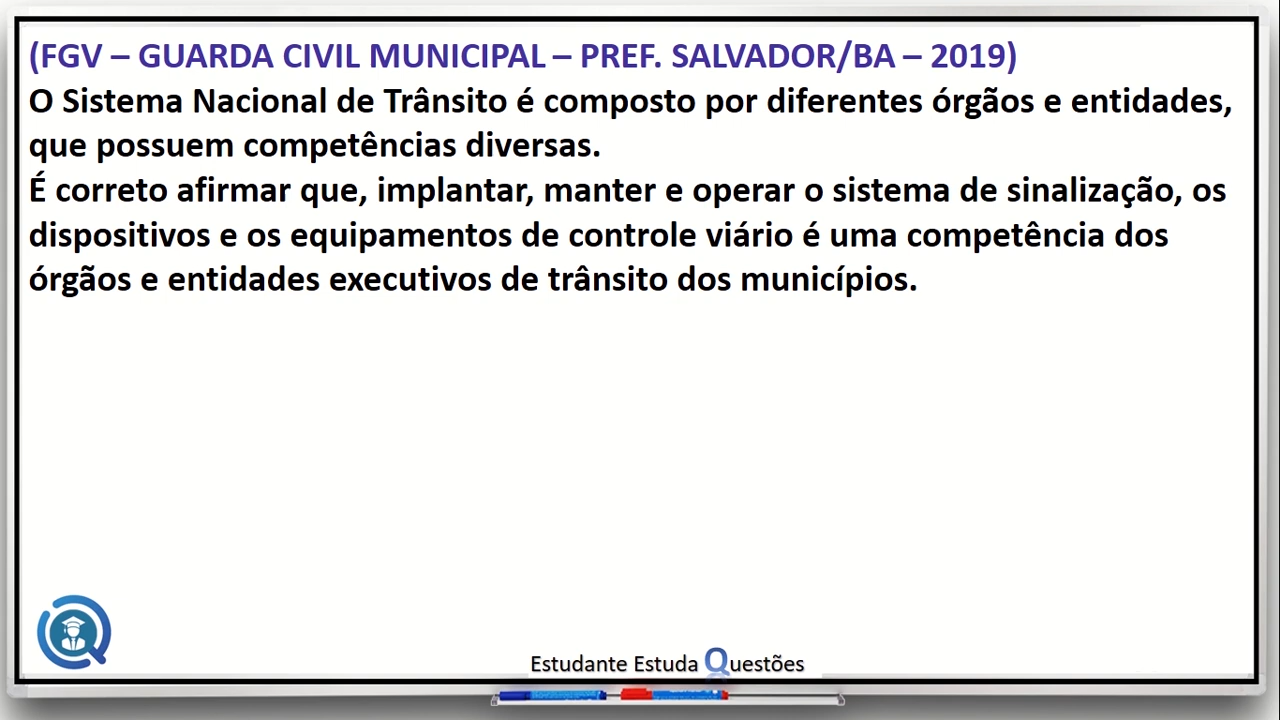 (FGV – GUARDA CIVIL MUNICIPAL – PREF. SALVADOR/BA – 2019)
O Sistema Nacional de Trânsito é composto por diferentes órgãos e entidades,
que possuem competências diversas.
É correto afirmar que, implantar, manter e operar o sistema de sinalização, os
dispositivos e os equipamentos de controle viário é uma competência dos
órgãos e entidades executivos de trânsito dos municípios.
Estudante Estuda Questões